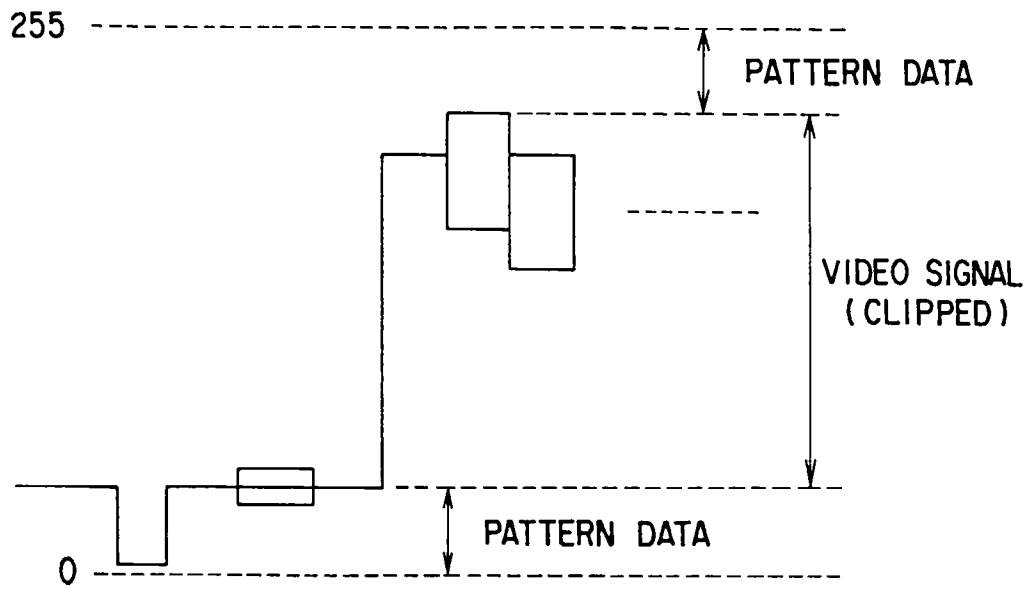 255
PATTERN DATA
VIDEO SIGNAL
(CLIPPED)
PATTERN DATA
0